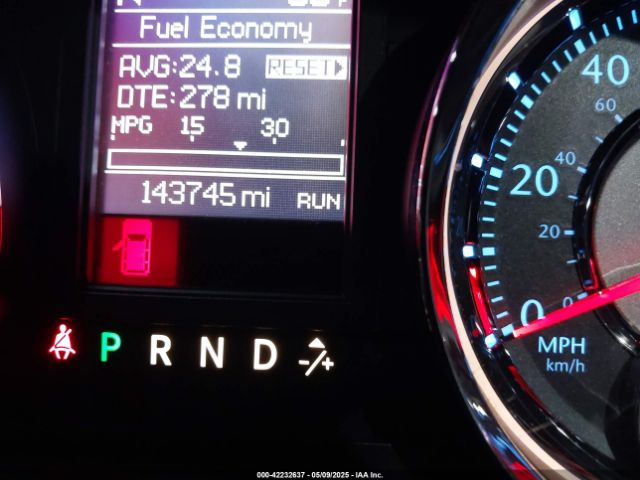 Fuel Economy
AVG:24.8 RESET
DTE:278 mi
MPG 15 30
143745 mi RUN
P R N D -/+
40
60
20
40
20
0
0
MPH
km/h
000-42232637 - 05/09/2025 - IAA Inc.